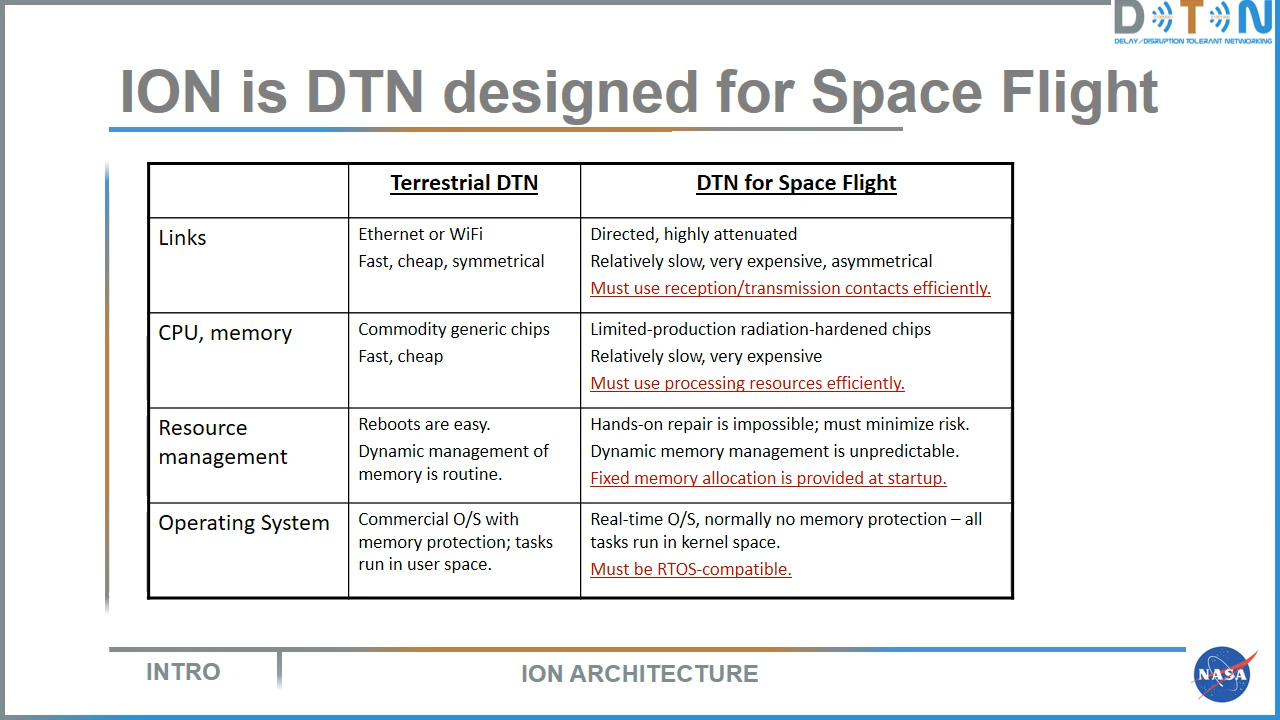 DTN
DELAY/DISRUPTION TOLERANT NETWORKING
ION is DTN designed for Space Flight
Terrestrial DTN
DTN for Space Flight
Links
Ethernet or WiFi
Fast, cheap, symmetrical
Directed, highly attenuated
Relatively slow, very expensive, asymmetrical
Must use reception/transmission contacts efficiently.
CPU, memory
Commodity generic chips
Fast, cheap
Limited-production radiation-hardened chips
Relatively slow, very expensive
Must use processing resources efficiently.
Resource
management
Reboots are easy.
Dynamic management of
memory is routine.
Hands-on repair is impossible; must minimize risk.
Dynamic memory management is unpredictable.
Fixed memory allocation is provided at startup.
Operating System
Commercial O/S with
memory protection; tasks
run in user space.
Real-time O/S, normally no memory protection – all
tasks run in kernel space.
Must be RTOS-compatible.
INTRO
ION ARCHITECTURE
NASA